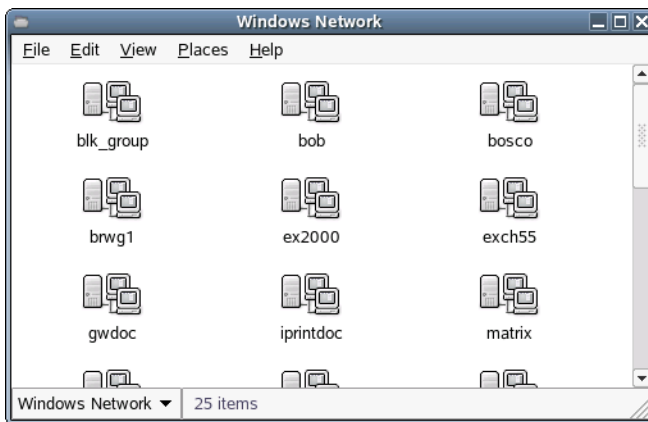 Windows Network
File Edit View Places Help
blk_group bob bosco
brwg1 ex2000 exch55
gwdoc iprintdoc matrix
Windows Network 25 items